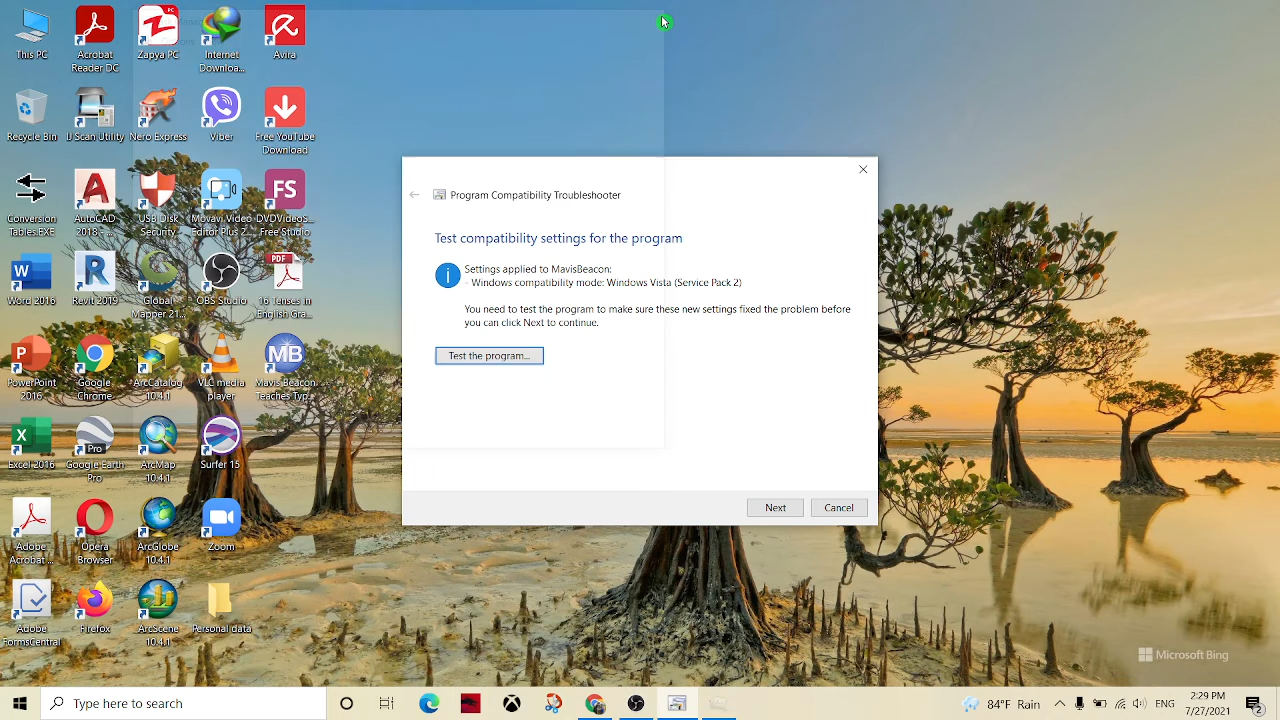 This PC
Acrobat
Reader DC
Zapya PC
Internet
Downloa...
Avira
Recycle Bin
IJ Scan Utility
Nero Express
Viber
Free YouTube
Download
Conversion
Tables.EXE
AutoCAD
2018 - ...
USB Disk
Security
Movavi Video
Editor Plus 2...
FS
DVDVideoS...
Free Studio
Word 2016
Revit 2019
Global
Mapper 21...
OBS Studio
PDF
16 Tenses in
English Gra...
PowerPoint
2016
Google
Chrome
ArcCatalog
10.4.1
VLC media
player
MB
Mavis Beacon
Teaches Typ...
Excel 2016
Pro
Google Earth
Pro
ArcMap
10.4.1
Surfer 15
Adobe
Acrobat ...
Opera
Browser
ArcGlobe
10.4.1
Zoom
Adobe
FormsCentral
Firefox
ArcScene
10.4.1
Personal data
Program Compatibility Troubleshooter
Test compatibility settings for the program
Settings applied to MavisBeacon:
- Windows compatibility mode: Windows Vista (Service Pack 2)
You need to test the program to make sure these new settings fixed the problem before
you can click Next to continue.
Test the program...
Next
Cancel
Microsoft Bing
Type here to search
84°F Rain
ENG
2:29 PM
7/27/2021
2